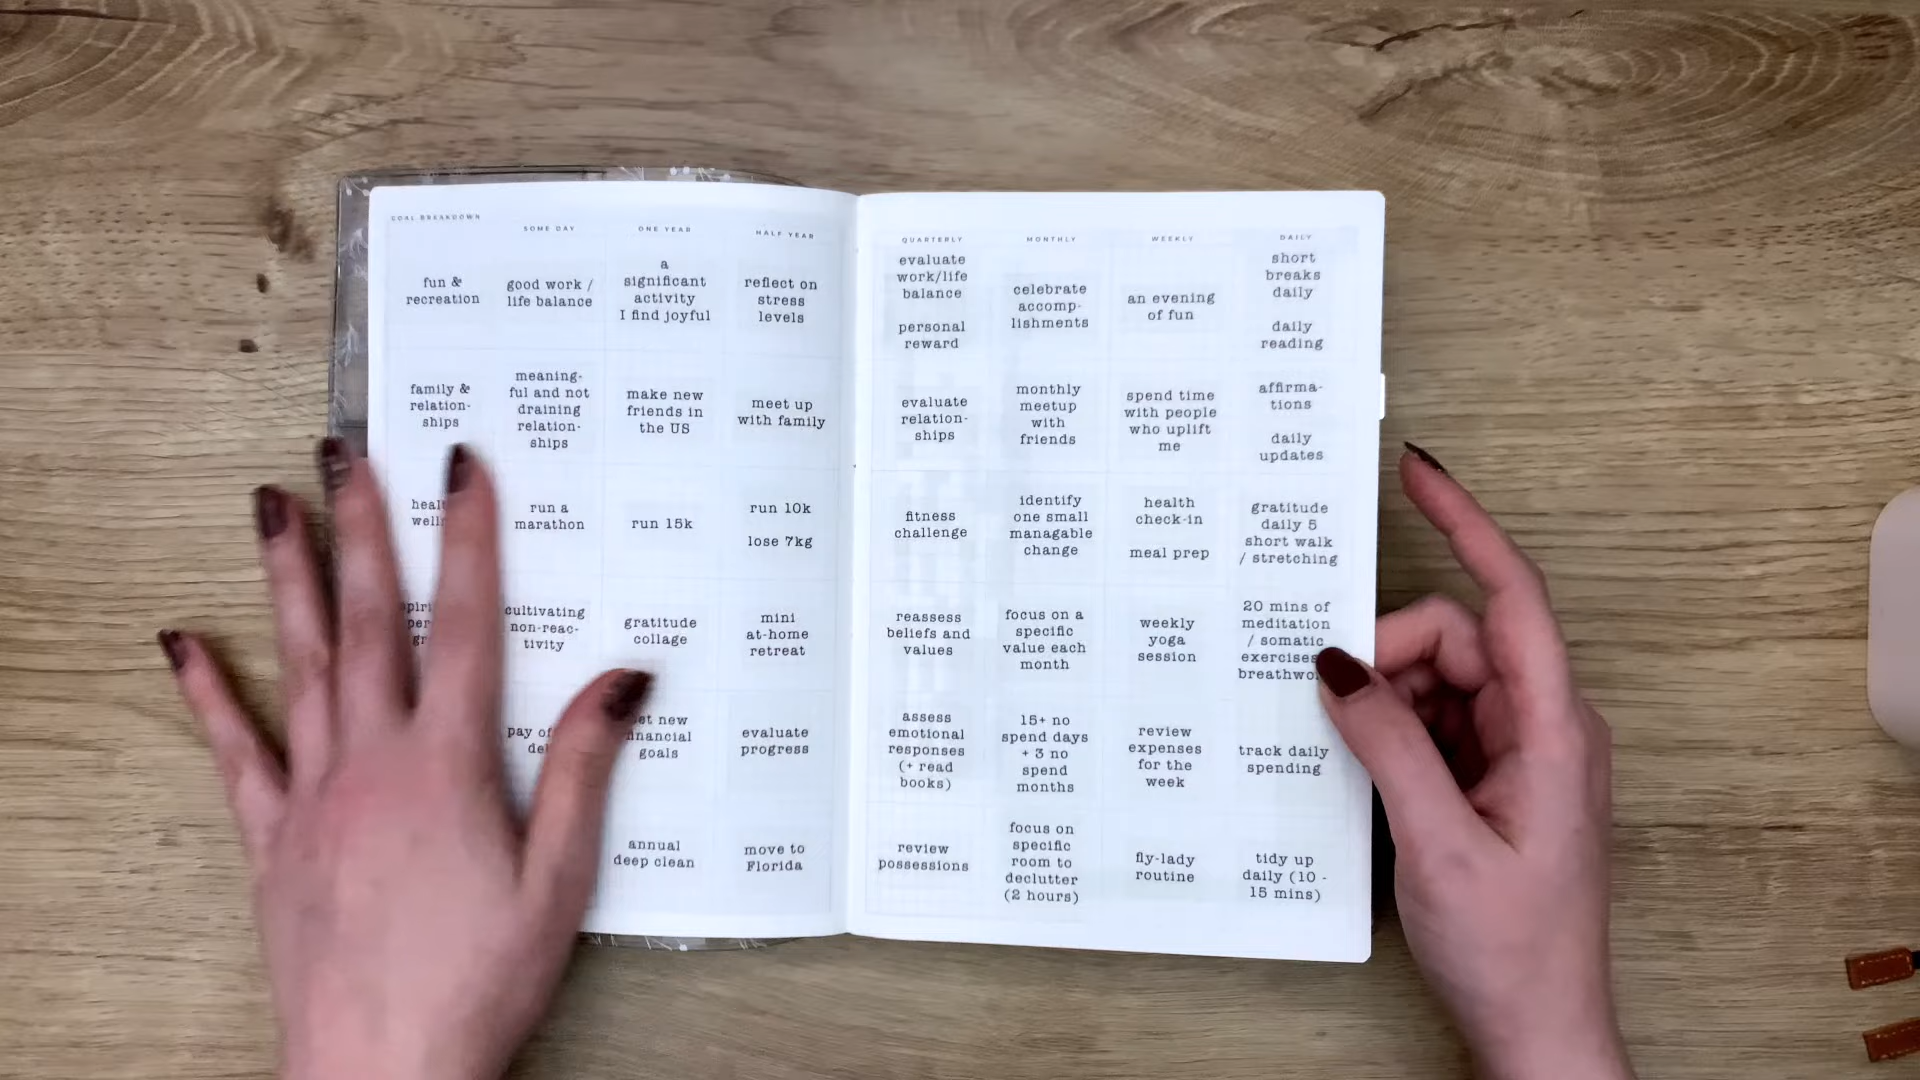 GOAL BREAKDOWN
SOME DAY
ONE YEAR
HALF YEAR
QUARTERLY
MONTHLY
WEEKLY
DAILY
fun &
recreation
good work /
life balance
a
significant
activity
I find joyful
reflect on
stress
levels
evaluate
work/life
balance
personal
reward
celebrate
accomp-
lishments
an evening
of fun
short
breaks
daily
daily
reading
family &
relation-
ships
meaning-
ful and not
draining
relation-
ships
make new
friends in
the US
meet up
with family
evaluate
relation-
ships
monthly
meetup
with
friends
spend time
with people
who uplift
me
affirma-
tions
daily
updates
run a
marathon
run 15k
run 10k
lose 7kg
fitness
challenge
identify
one small
managable
change
health
check-in
meal prep
gratitude
daily 5
short walk
/ stretching
cultivating
non-reac-
tivity
gratitude
collage
mini
at-home
retreat
reassess
beliefs and
values
focus on a
specific
value each
month
weekly
yoga
session
20 mins of
meditation
/ somatic
exercises
pay
new
goals
evaluate
progress
assess
emotional
responses
(+ read
books)
15+ no
spend days
+ 3 no
spend
months
review
expenses
for the
week
track daily
spending
annual
deep clean
move to
Florida
review
possessions
focus on
specific
room to
declutter
(2 hours)
fly-lady
routine
tidy up
daily (10 -
15 mins)